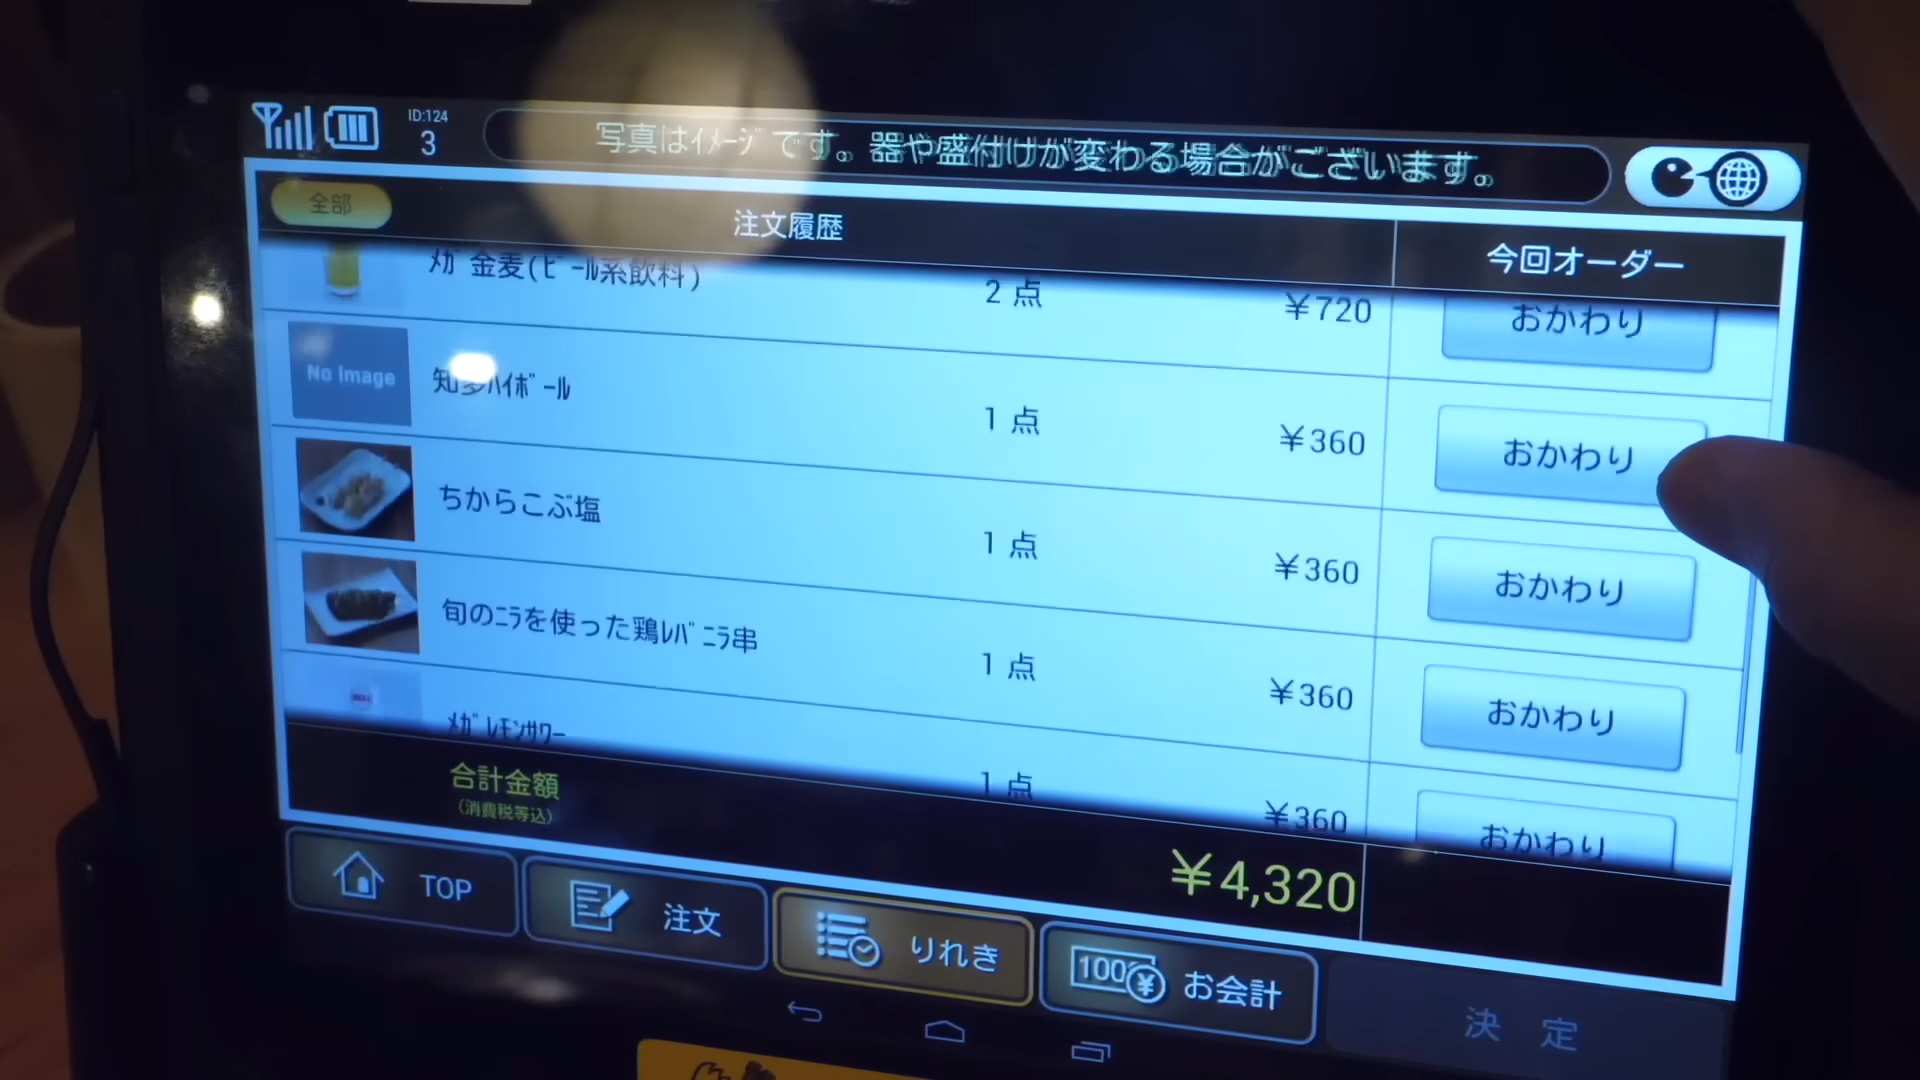 ID:124
3
写真はｲﾒｰｼﾞです。器や盛付けが変わる場合がございます。
全部
注文履歴
今回オーダー
ﾒｶﾞ金麦(ﾋﾞｰﾙ系飲料)
2点
¥720
おかわり
No Image
知多ﾊｲﾎﾞｰﾙ
1点
¥360
おかわり
ちからこぶ塩
1点
¥360
おかわり
旬のﾆﾗを使った鶏ﾚﾊﾞﾆﾗ串
1点
¥360
おかわり
ﾒｶﾞﾚﾓﾝｻﾜｰ
1点
¥360
おかわり
合計金額
(消費税等込)
¥4,320
TOP
注文
りれき
100 ¥
お会計
決定